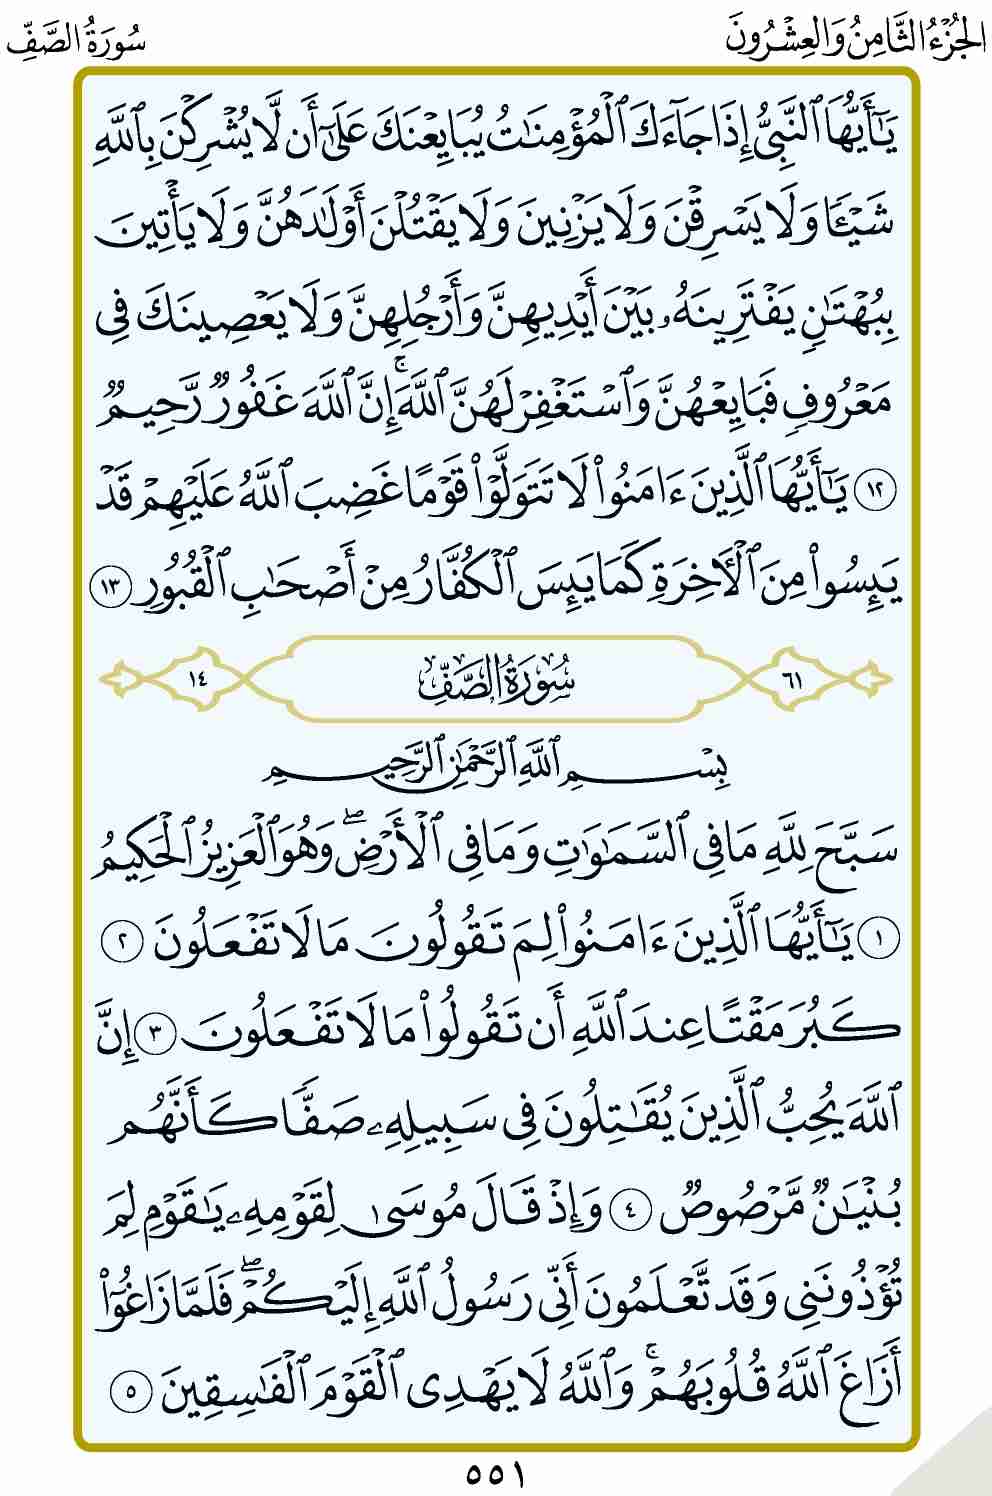 الجُزْءُ الثَّامِنُ وَالعِشْرُونَ
سُورَةُ الصَّفِّ
يَٰٓأَيُّهَا ٱلنَّبِيُّ إِذَا جَآءَكَ ٱلْمُؤْمِنَٰتُ يُبَايِعْنَكَ عَلَىٰٓ أَن لَّا يُشْرِكْنَ بِٱللَّهِ
شَيْـًٔا وَلَا يَسْرِقْنَ وَلَا يَزْنِينَ وَلَا يَقْتُلْنَ أَوْلَٰدَهُنَّ وَلَا يَأْتِينَ
بِبُهْتَٰنٍ يَفْتَرِينَهُۥ بَيْنَ أَيْدِيهِنَّ وَأَرْجُلِهِنَّ وَلَا يَعْصِينَكَ فِى
مَعْرُوفٍ فَبَايِعْهُنَّ وَٱسْتَغْفِرْ لَهُنَّ ٱللَّهَ ۚ إِنَّ ٱللَّهَ غَفُورٌ رَّحِيمٌ
١٢ يَٰٓأَيُّهَا ٱلَّذِينَ ءَامَنُوا۟ لَا تَتَوَلَّوْا۟ قَوْمًا غَضِبَ ٱللَّهُ عَلَيْهِمْ قَدْ
يَئِسُوا۟ مِنَ ٱلْـَٔاخِرَةِ كَمَا يَئِسَ ٱلْكُفَّارُ مِنْ أَصْحَٰبِ ٱلْقُبُورِ ١٣
٦١ سُورَةُ الصَّفِّ ١٤
بِسْمِ ٱللَّهِ ٱلرَّحْمَٰنِ ٱلرَّحِيمِ
سَبَّحَ لِلَّهِ مَا فِى ٱلسَّمَٰوَٰتِ وَمَا فِى ٱلْأَرْضِ ۖ وَهُوَ ٱلْعَزِيزُ ٱلْحَكِيمُ
١ يَٰٓأَيُّهَا ٱلَّذِينَ ءَامَنُوا۟ لِمَ تَقُولُونَ مَا لَا تَفْعَلُونَ ٢
كَبُرَ مَقْتًا عِندَ ٱللَّهِ أَن تَقُولُوا۟ مَا لَا تَفْعَلُونَ ٣ إِنَّ
ٱللَّهَ يُحِبُّ ٱلَّذِينَ يُقَٰتِلُونَ فِى سَبِيلِهِۦ صَفًّا كَأَنَّهُم
بُنْيَٰنٌ مَّرْصُوصٌ ٤ وَإِذْ قَالَ مُوسَىٰ لِقَوْمِهِۦ يَٰقَوْمِ لِمَ
تُؤْذُونَنِى وَقَد تَّعْلَمُونَ أَنِّى رَسُولُ ٱللَّهِ إِلَيْكُمْ ۖ فَلَمَّا زَاغُوٓا۟
أَزَاغَ ٱللَّهُ قُلُوبَهُمْ ۚ وَٱللَّهُ لَا يَهْدِى ٱلْقَوْمَ ٱلْفَٰسِقِينَ ٥
٥٥١